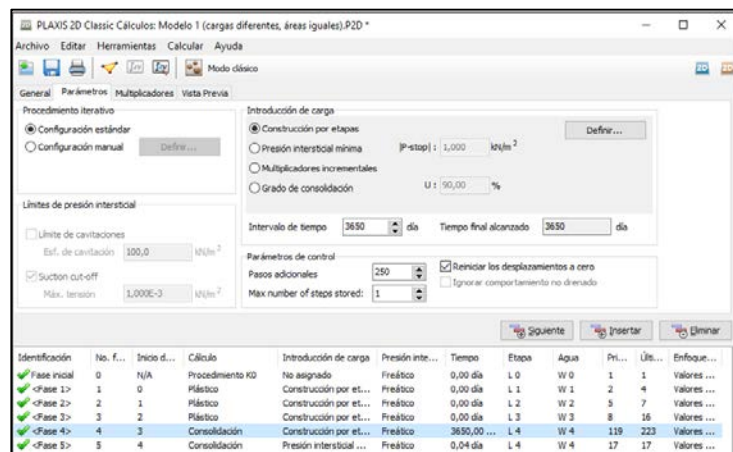 PLAXIS 2D Classic Cálculos: Modelo 1 (cargas diferentes, áreas iguales).P2D *
Archivo Editar Herramientas Calcular Ayuda
Modo clásico
General Parámetros Multiplicadores Vista Previa
Procedimiento iterativo
Configuración estándar
Configuración manual Definir...
Límites de presión intersticial
Límite de cavitaciones
Esf. de cavitación 100,0 kN/m²
Suction cut-off
Máx. tensión 1,000E-3 kN/m²
Introducción de carga
Construcción por etapas Definir...
Presión intersticial mínima |P-stop| : 1,000 kN/m²
Multiplicadores incrementales
Grado de consolidación U : 90,00 %
Intervalo de tiempo 3650 día Tiempo final alcanzado 3650 día
Parámetros de control
Pasos adicionales 250
Max number of steps stored: 1
Reiniciar los desplazamientos a cero
Ignorar comportamiento no drenado
Siguiente Insertar Eliminar
Identificación No. f... Inicio d... Cálculo Introducción de carga Presión inte... Tiempo Etapa Agua Pri... Últi... Enfoque...
Fase inicial 0 N/A Procedimiento K0 No asignado Freático 0,00 día L 0 W 0 1 1 Valores ...
<Fase 1> 1 0 Plástico Construcción por et... Freático 0,00 día L 1 W 1 2 4 Valores ...
<Fase 2> 2 1 Plástico Construcción por et... Freático 0,00 día L 2 W 2 5 7 Valores ...
<Fase 3> 3 2 Plástico Construcción por et... Freático 0,00 día L 3 W 3 8 16 Valores ...
<Fase 4> 4 3 Consolidación Construcción por et... Freático 3650,00 ... L 4 W 4 119 223 Valores ...
<Fase 5> 5 4 Consolidación Presión intersticial ... Freático 0,04 día L 4 W 4 17 17 Valores ...